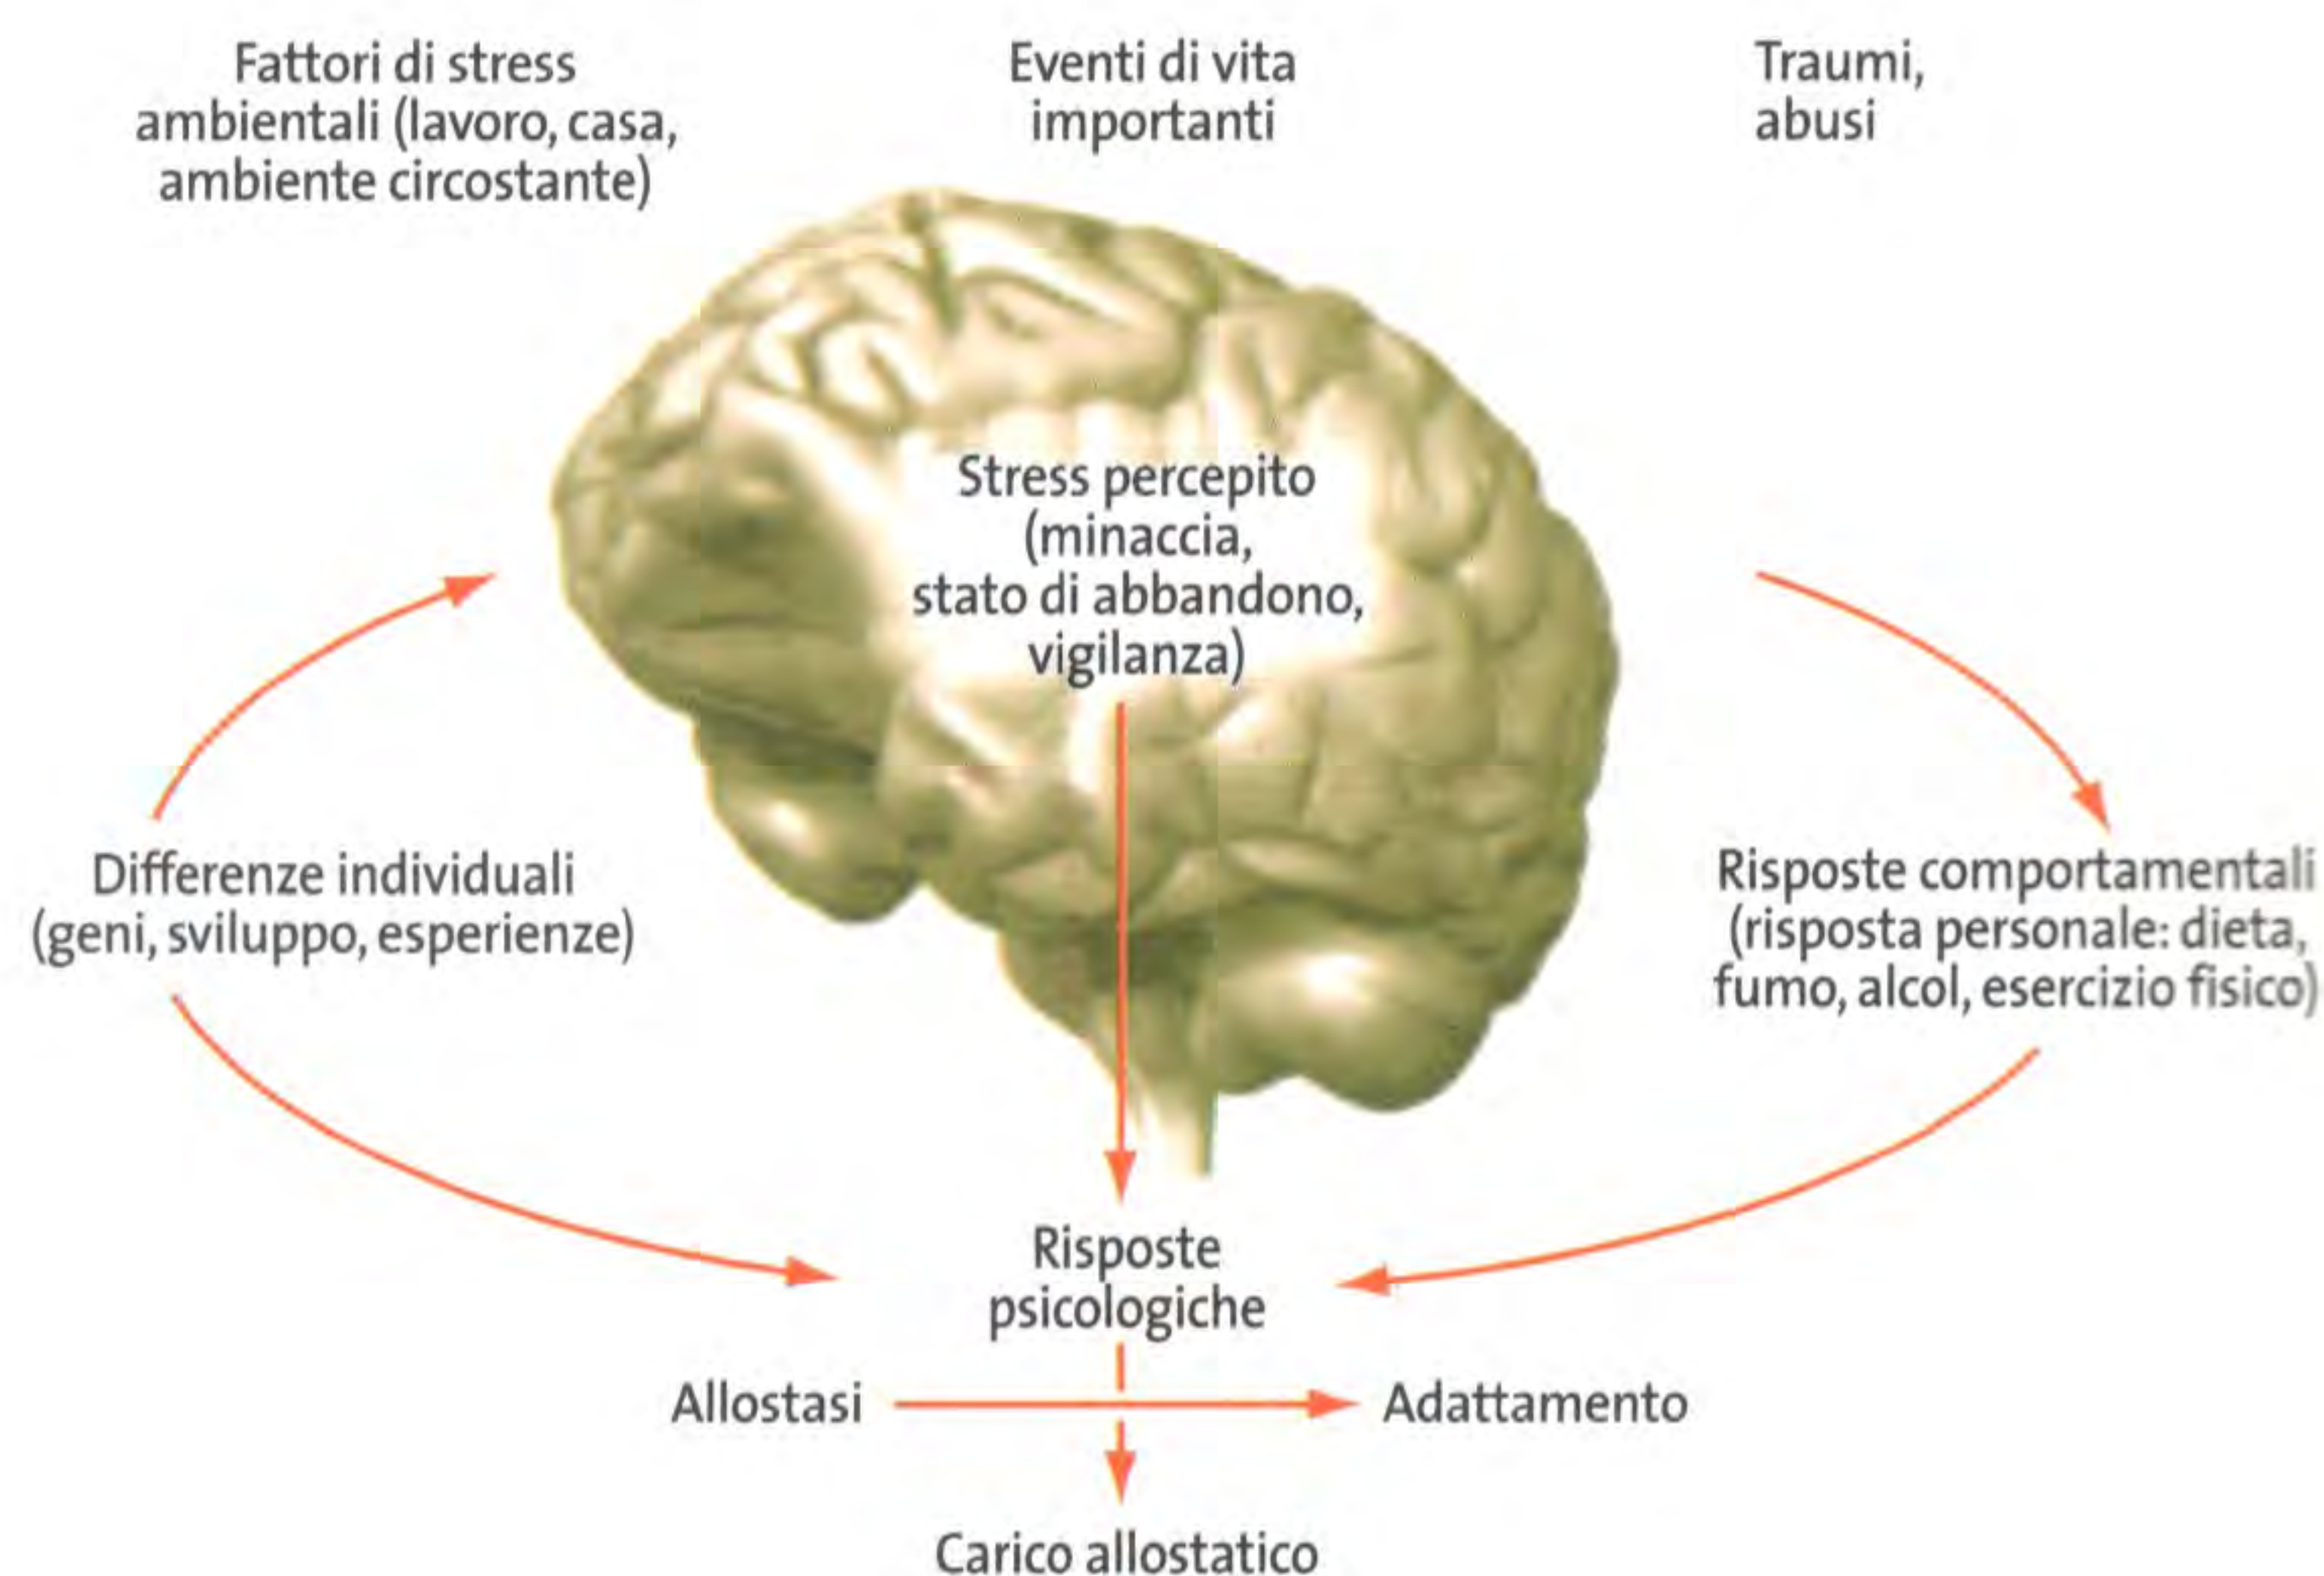 Fattori di stress
ambientali (lavoro, casa,
ambiente circostante)
Eventi di vita
importanti
Traumi,
abusi
Stress percepito
(minaccia,
stato di abbandono,
vigilanza)
Differenze individuali
(geni, sviluppo, esperienze)
Risposte comportamentali
(risposta personale: dieta,
fumo, alcol, esercizio fisico)
Risposte
psicologiche
Allostasi
Adattamento
Carico allostatico